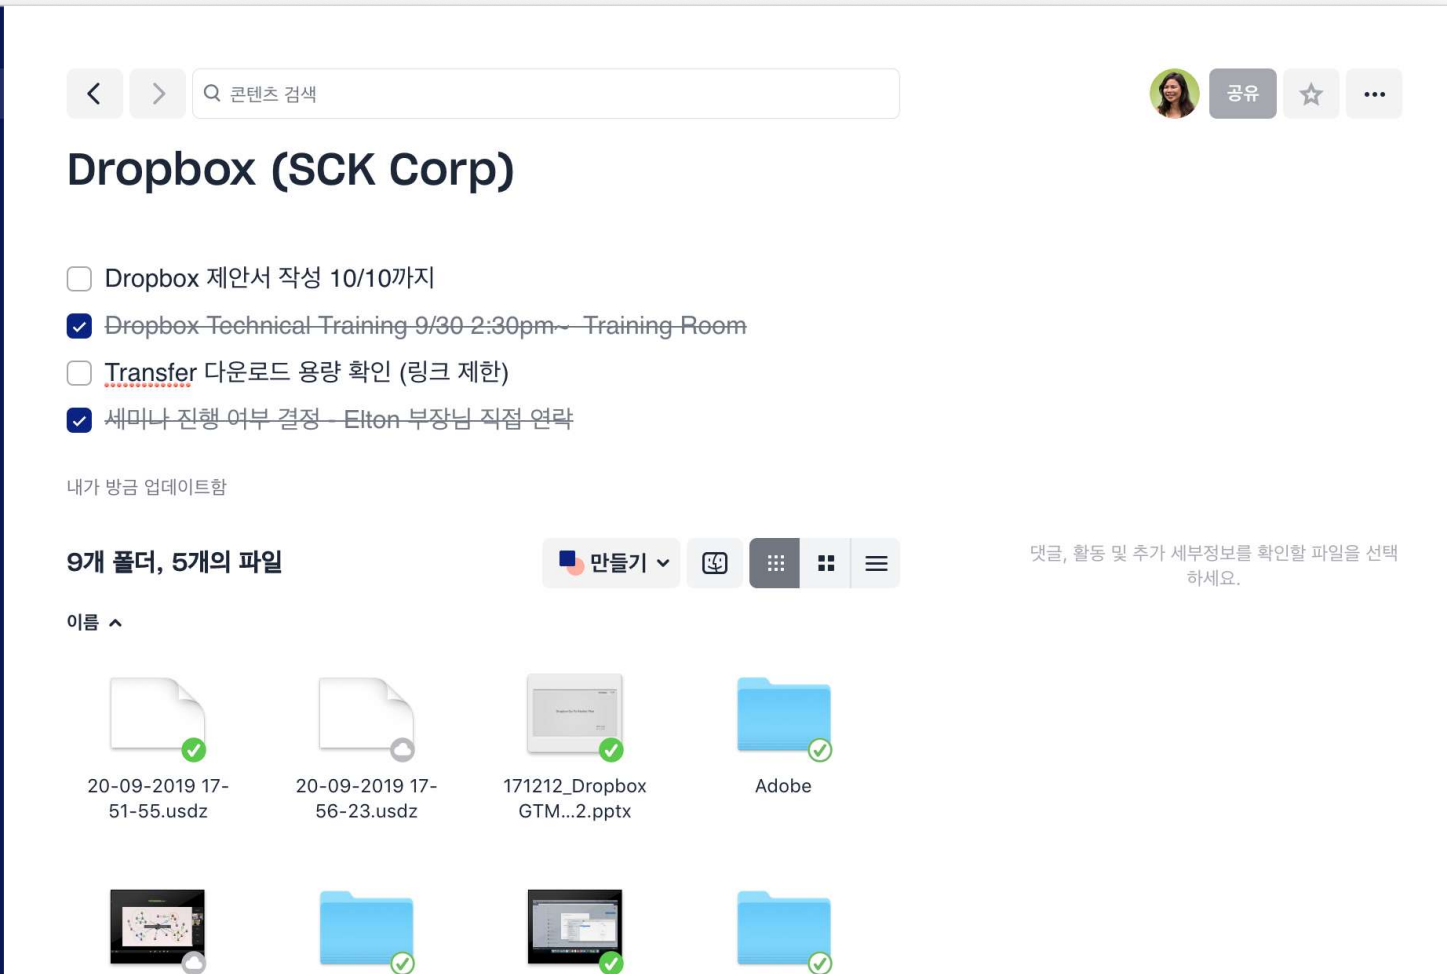 콘텐츠 검색
공유
Dropbox (SCK Corp)
Dropbox 제안서 작성 10/10까지
Dropbox Technical Training 9/30 2:30pm~ Training Room
Transfer 다운로드 용량 확인 (링크 제한)
세미나 진행 여부 결정 - Elton 부장님 직접 연락
내가 방금 업데이트함
9개 폴더, 5개의 파일
만들기
댓글, 활동 및 추가 세부정보를 확인할 파일을 선택
하세요.
이름
20-09-2019 17-
51-55.usdz
20-09-2019 17-
56-23.usdz
171212_Dropbox
GTM...2.pptx
Adobe